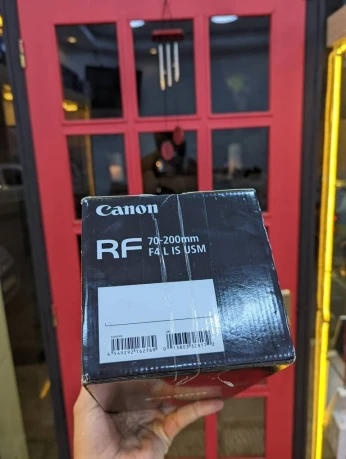 Canon
RF 70-200mm
F4 L IS USM